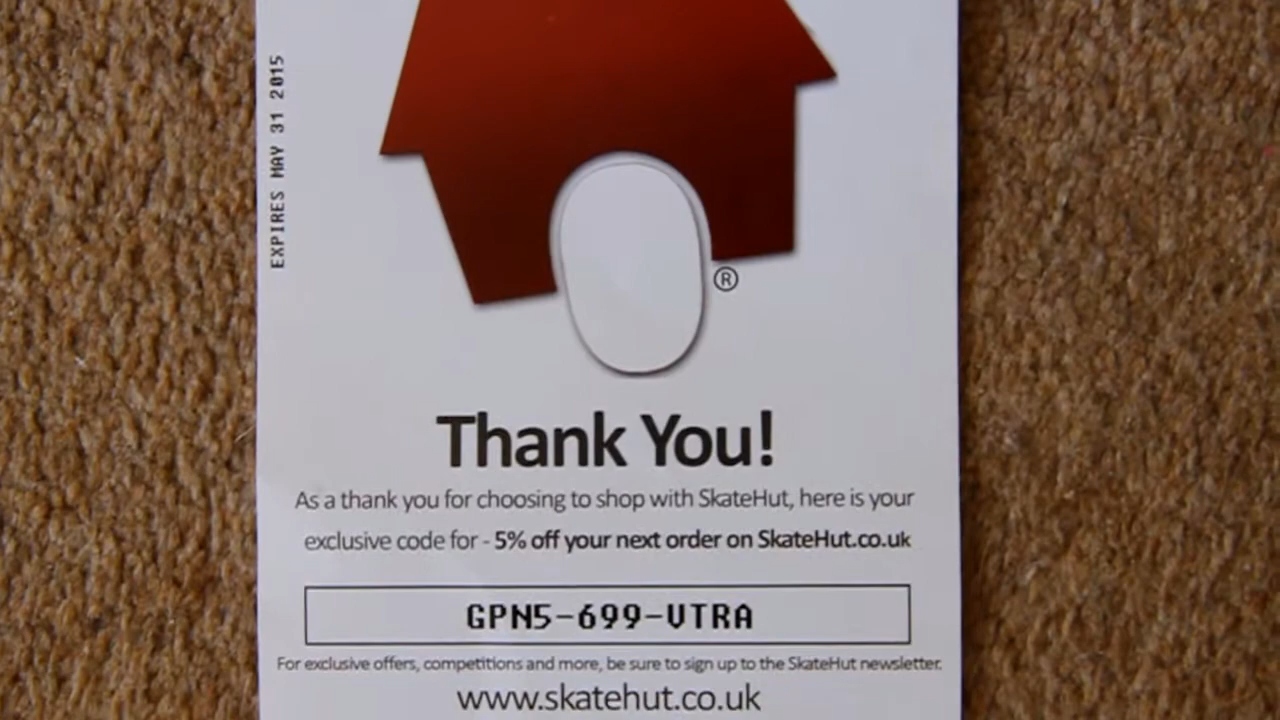 EXPIRES MAY 31 2015
®
Thank You!
As a thank you for choosing to shop with SkateHut, here is your
exclusive code for - 5% off your next order on SkateHut.co.uk
GPN5-699-VTRA
For exclusive offers, competitions and more, be sure to sign up to the SkateHut newsletter.
www.skatehut.co.uk